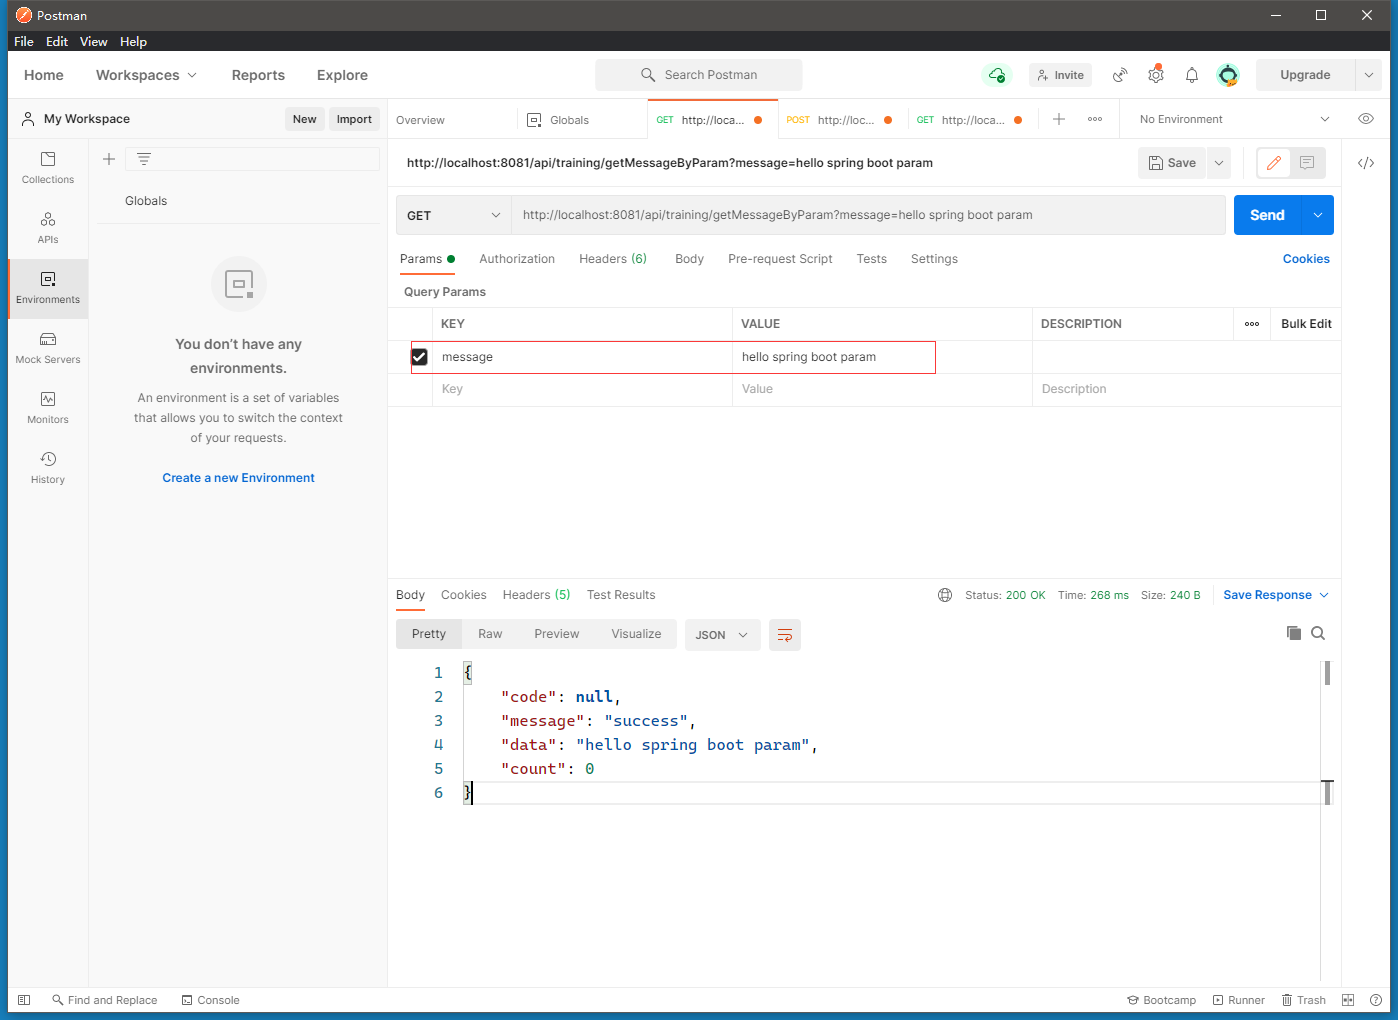 Postman
File Edit View Help
Home Workspaces Reports Explore Search Postman Invite Upgrade
My Workspace New Import Overview Globals GET http://loca... POST http://loc... GET http://loca... No Environment
Collections
APIs
Environments
Mock Servers
Monitors
History
Globals
You don't have any
environments.
An environment is a set of variables
that allows you to switch the context
of your requests.
Create a new Environment
http://localhost:8081/api/training/getMessageByParam?message=hello spring boot param Save
GET http://localhost:8081/api/training/getMessageByParam?message=hello spring boot param Send
Params Authorization Headers (6) Body Pre-request Script Tests Settings Cookies
Query Params
KEY VALUE DESCRIPTION Bulk Edit
message hello spring boot param
Key Value Description
Body Cookies Headers (5) Test Results Status: 200 OK Time: 268 ms Size: 240 B Save Response
Pretty Raw Preview Visualize JSON
1 {
2 "code": null,
3 "message": "success",
4 "data": "hello spring boot param",
5 "count": 0
6 }
Find and Replace Console Bootcamp Runner Trash